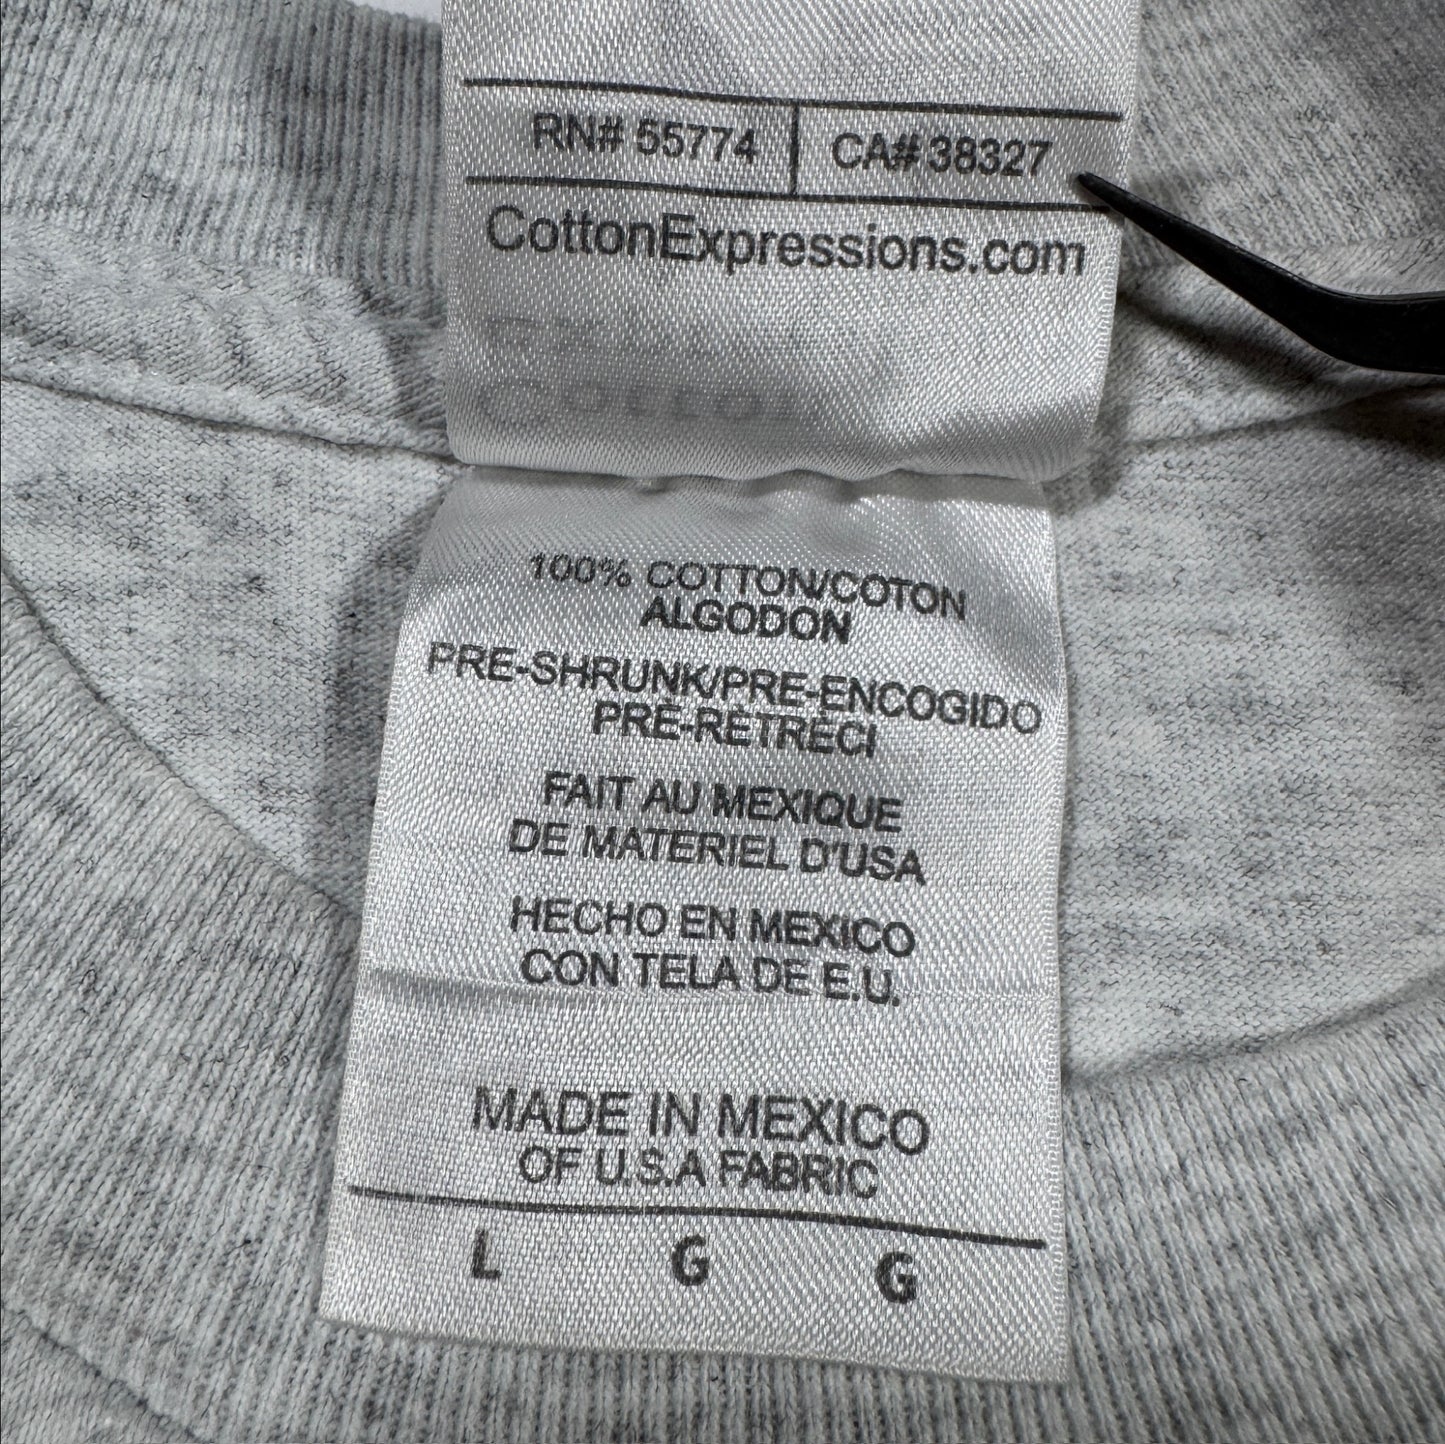 RN# 55774 CA# 38327
CottonExpressions.com
100% COTTON/COTON
ALGODON
PRE-SHRUNK/PRE-ENCOGIDO
PRÉ-RÉTRÉCI
FAIT AU MEXIQUE
DE MATERIEL D'USA
HECHO EN MEXICO
CON TELA DE E.U.
MADE IN MEXICO
OF U.S.A FABRIC
L G G